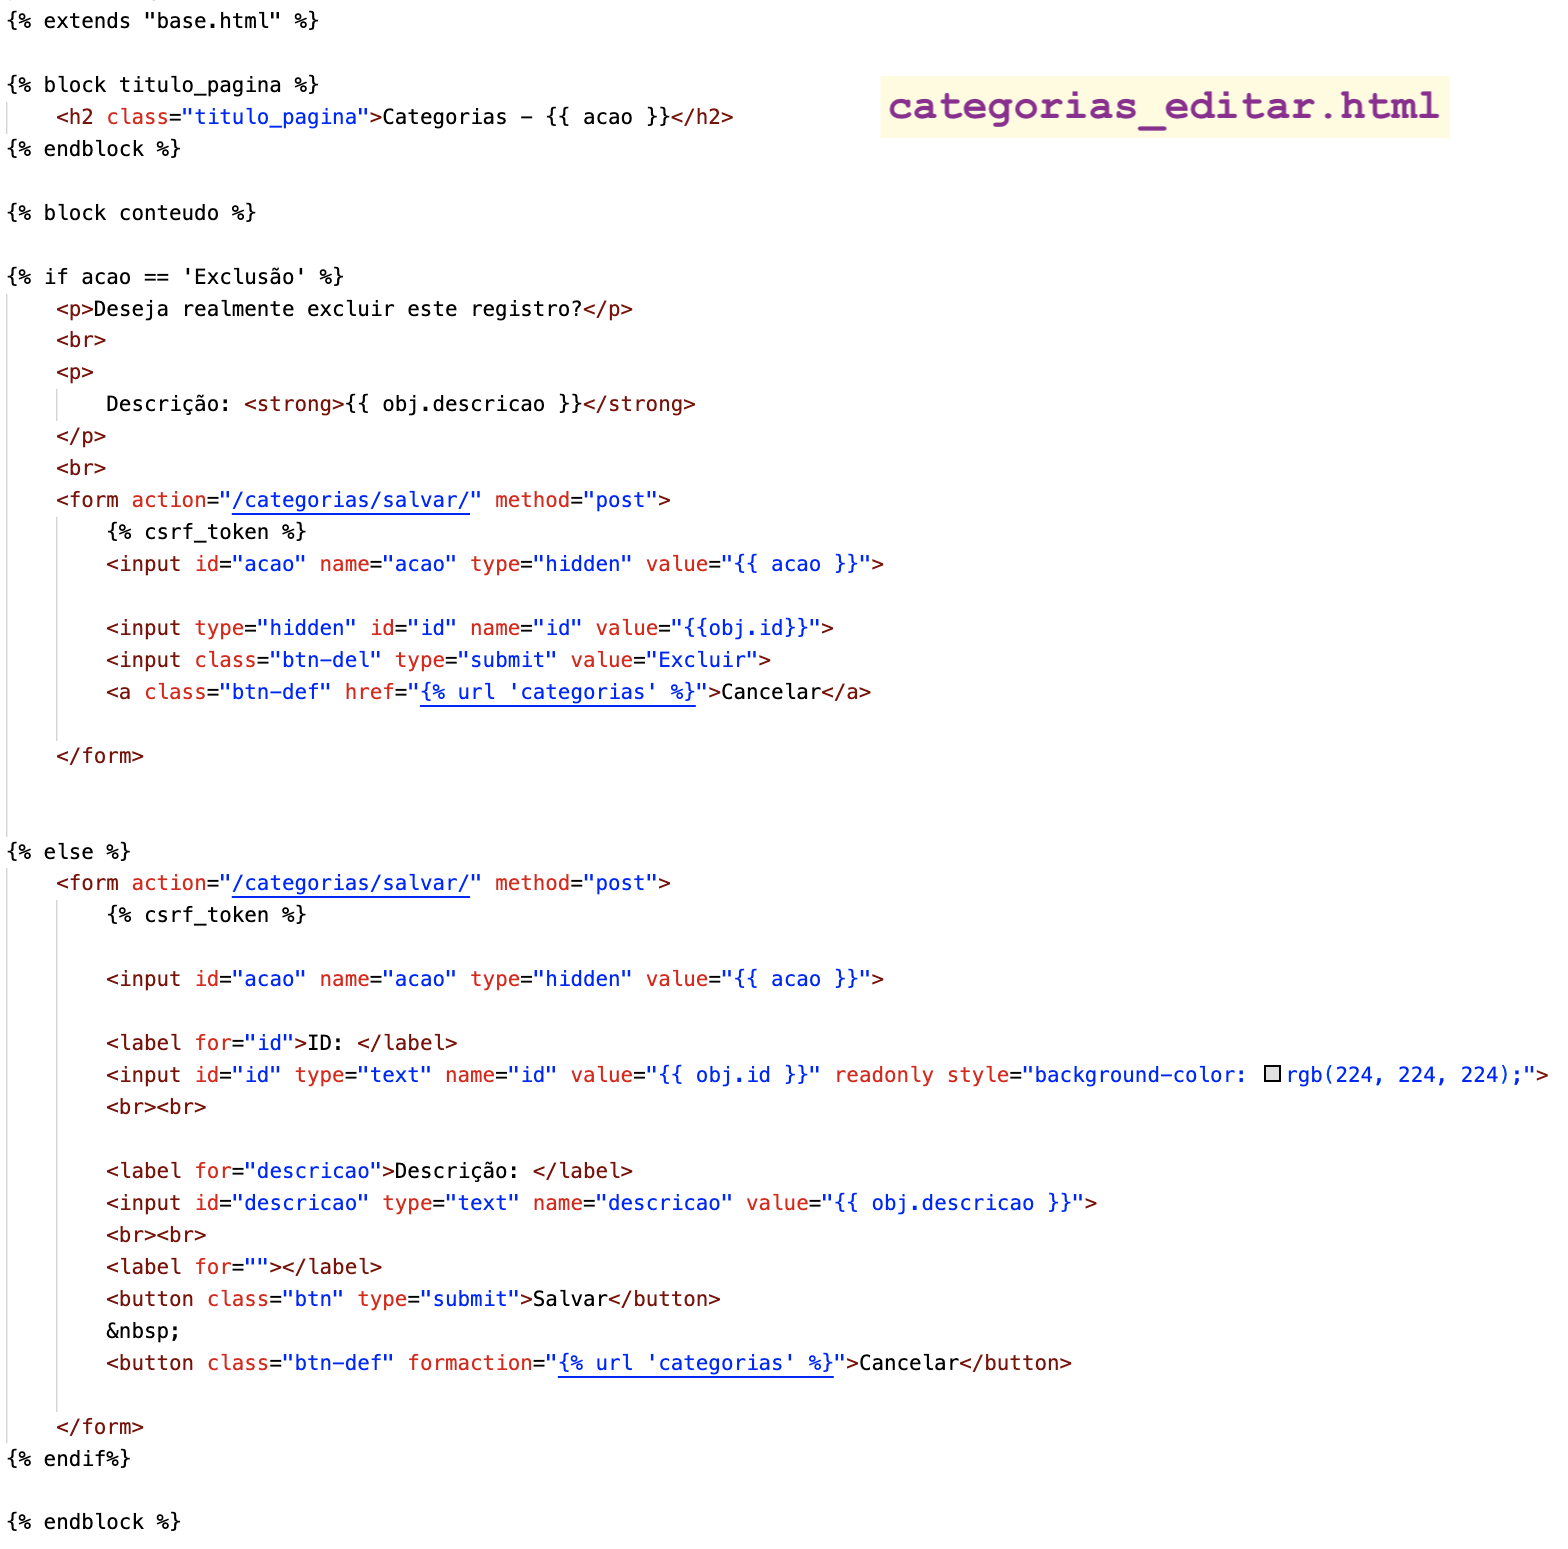 {% extends "base.html" %}
{% block titulo_pagina %}
categorias_editar.html
    <h2 class="titulo_pagina">Categorias - {{ acao }}</h2>
{% endblock %}
{% block conteudo %}
{% if acao == 'Exclusão' %}
    <p>Deseja realmente excluir este registro?</p>
    <br>
    <p>
        Descrição: <strong>{{ obj.descricao }}</strong>
    </p>
    <br>
    <form action="/categorias/salvar/" method="post">
        {% csrf_token %}
        <input id="acao" name="acao" type="hidden" value="{{ acao }}">
        <input type="hidden" id="id" name="id" value="{{obj.id}}">
        <input class="btn-del" type="submit" value="Excluir">
        <a class="btn-def" href="{% url 'categorias' %}">Cancelar</a>
    </form>
{% else %}
    <form action="/categorias/salvar/" method="post">
        {% csrf_token %}
        <input id="acao" name="acao" type="hidden" value="{{ acao }}">
        <label for="id">ID: </label>
        <input id="id" type="text" name="id" value="{{ obj.id }}" readonly style="background-color: rgb(224, 224, 224);">
        <br><br>
        <label for="descricao">Descrição: </label>
        <input id="descricao" type="text" name="descricao" value="{{ obj.descricao }}">
        <br><br>
        <label for=""></label>
        <button class="btn" type="submit">Salvar</button>
        &nbsp;
        <button class="btn-def" formaction="{% url 'categorias' %}">Cancelar</button>
    </form>
{% endif%}
{% endblock %}